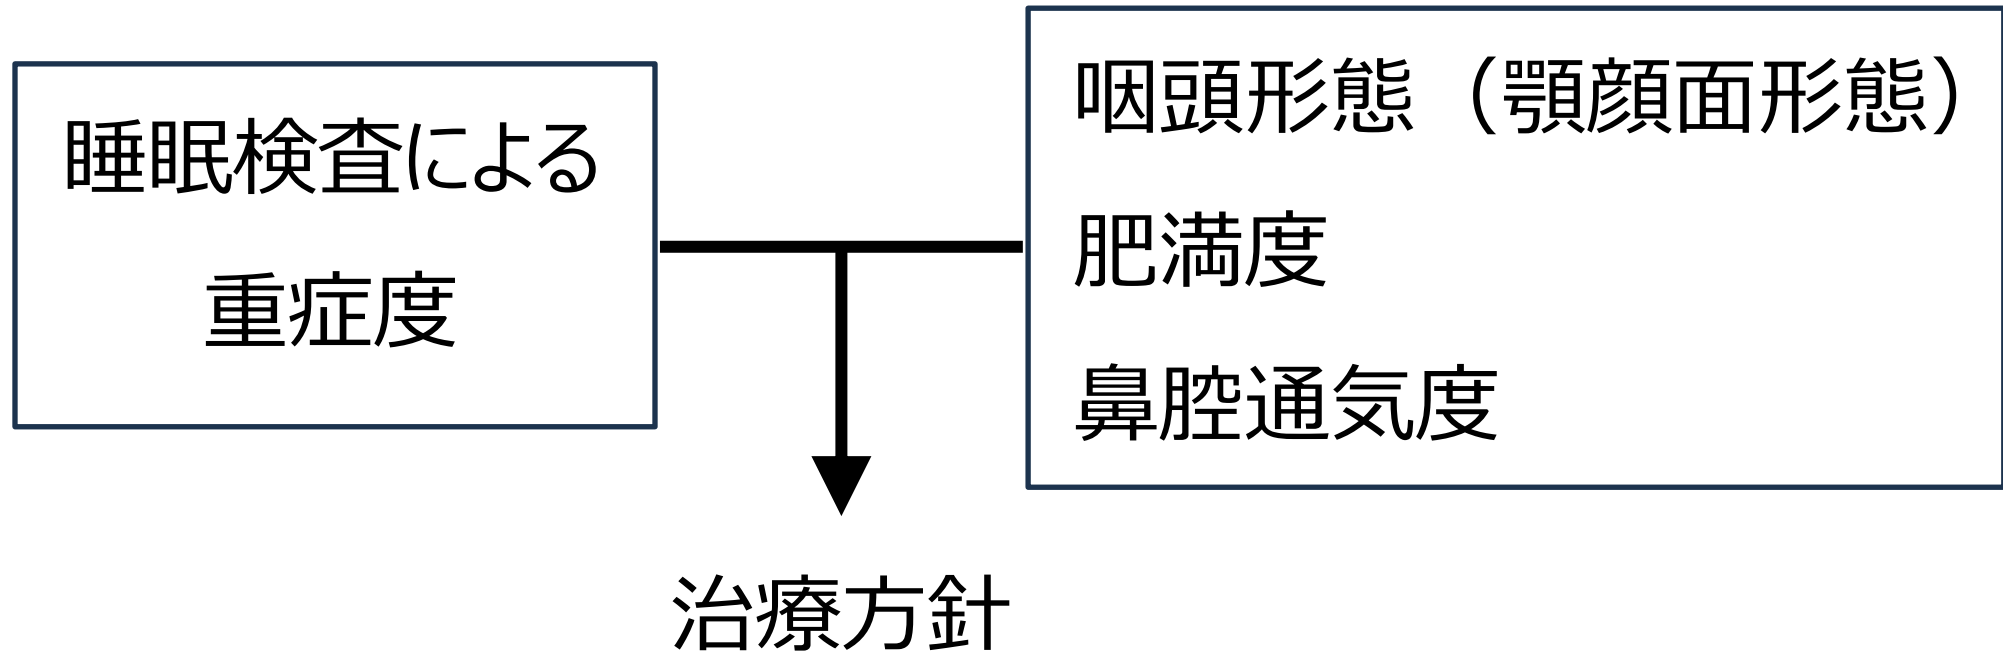 睡眠検査による
重症度
咽頭形態（顎顔面形態）
肥満度
鼻腔通気度
治療方針